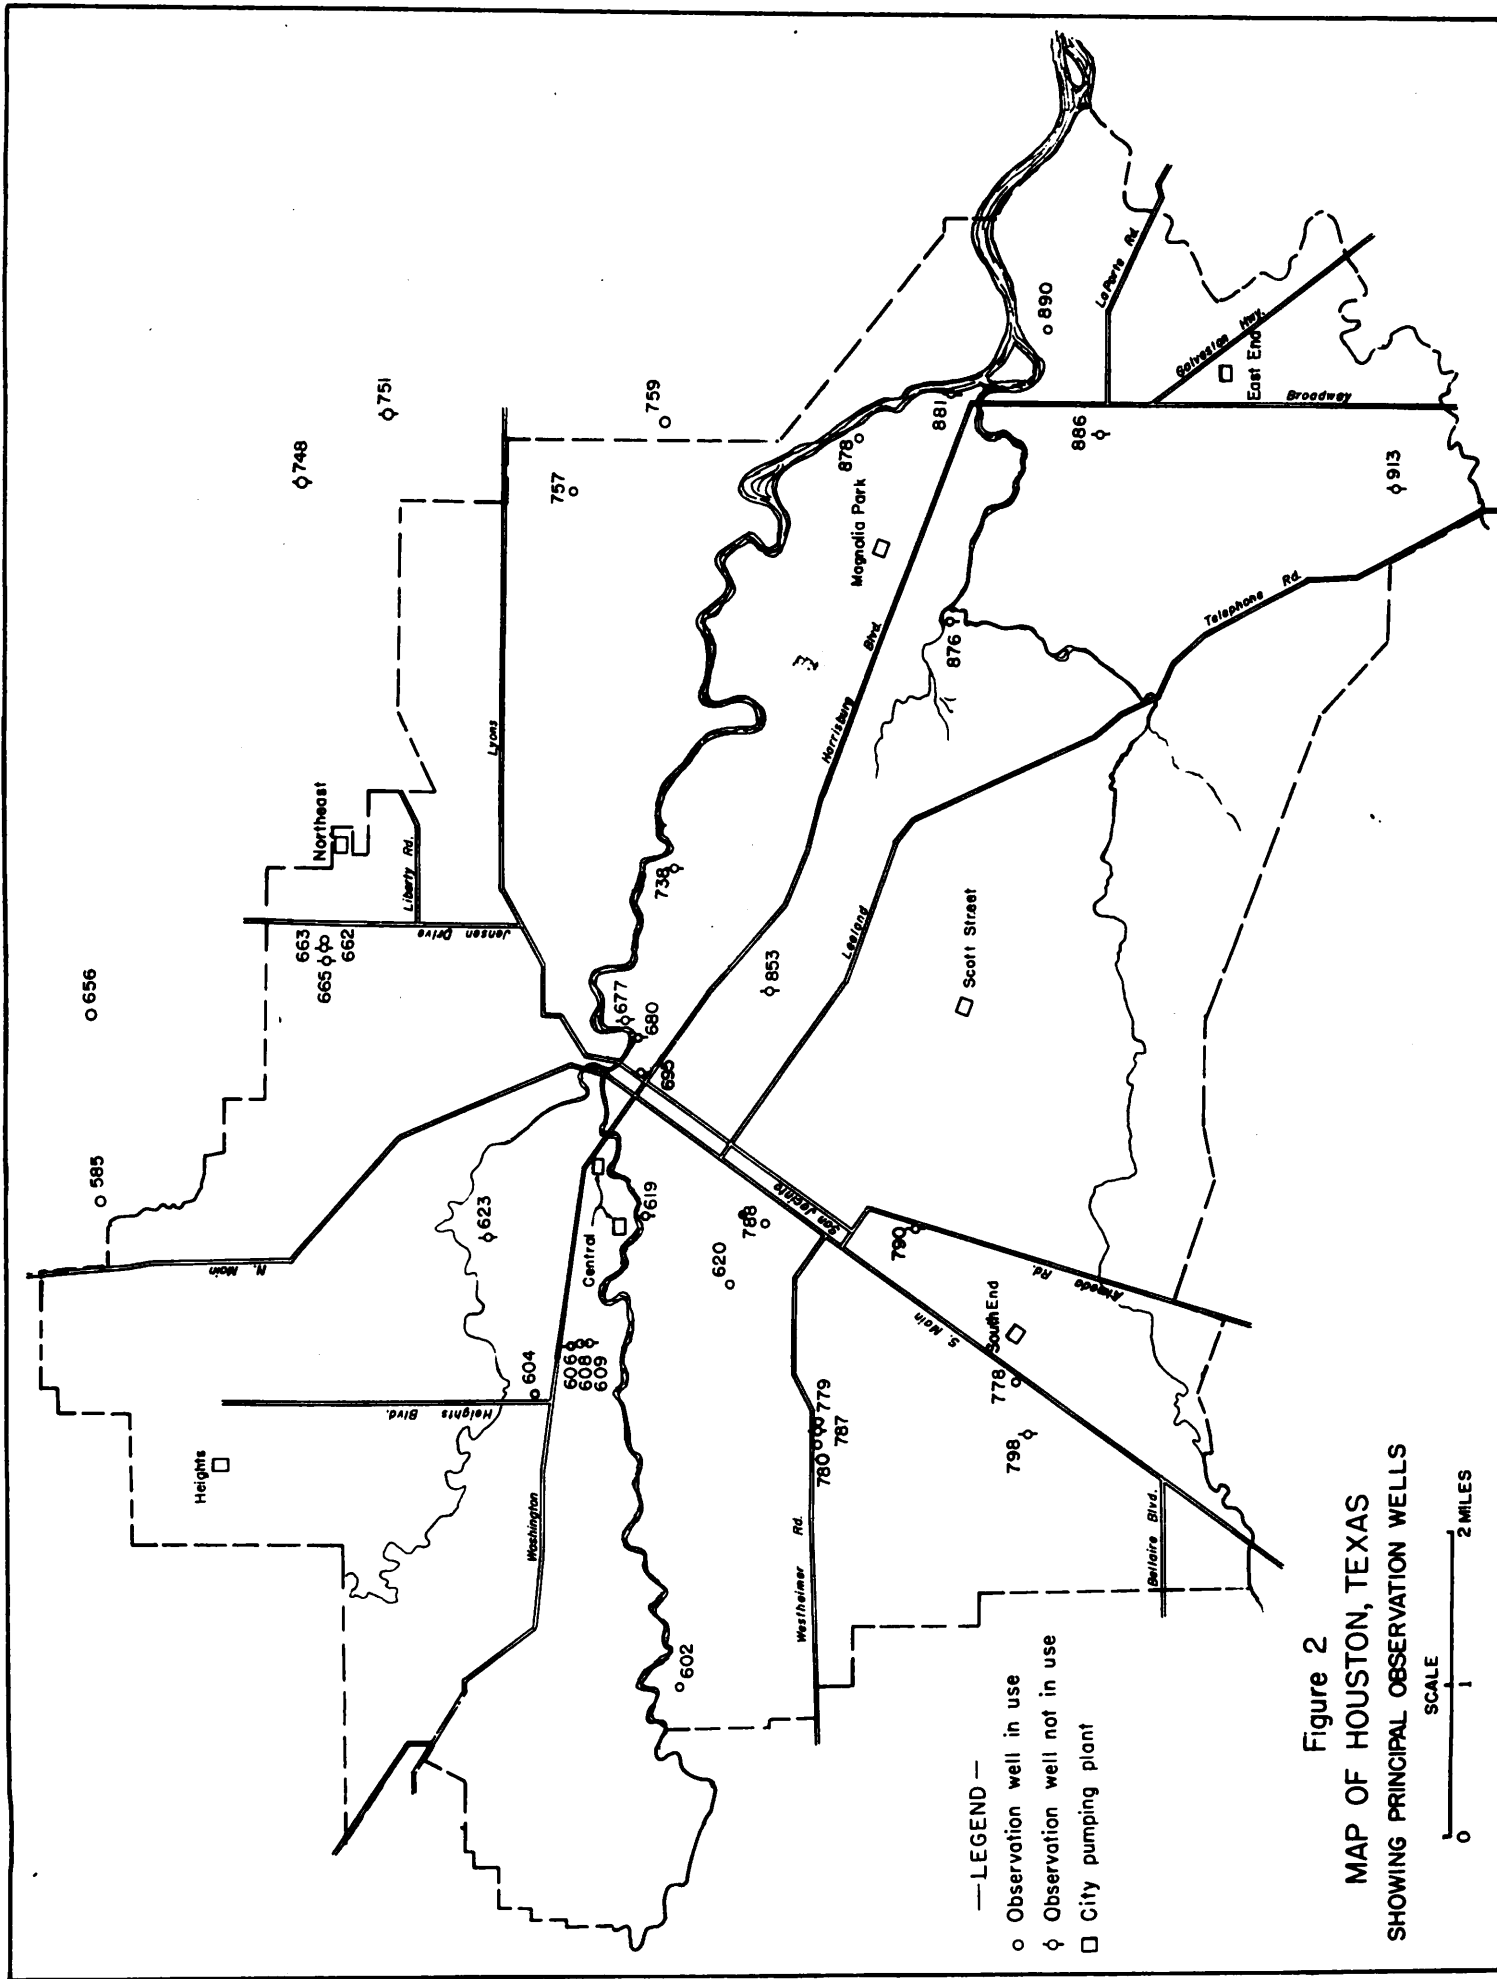 656
585
748
751
759
757
Northeast
663
665
662
Liberty Rd.
Jensen Drive
Lyons
N. Main
Heights
Heights Blvd.
623
604
606
608
609
Central
619
Washington
602
620
788
677
680
695
738
853
Harrisburg Blvd.
Magnolia Park
878
881
890
876
886
La Porte Rd.
Galveston Hwy.
East End
Broadway
913
Telephone Rd.
Leeland
Scott Street
San Jacinto
790
Almeda Rd.
South End
S. Main
778
798
779
780
787
Westheimer Rd.
Bellaire Blvd.
—LEGEND—
Observation well in use
Observation well not in use
City pumping plant
Figure 2
MAP OF HOUSTON, TEXAS
SHOWING PRINCIPAL OBSERVATION WELLS
SCALE
0 1 2 MILES